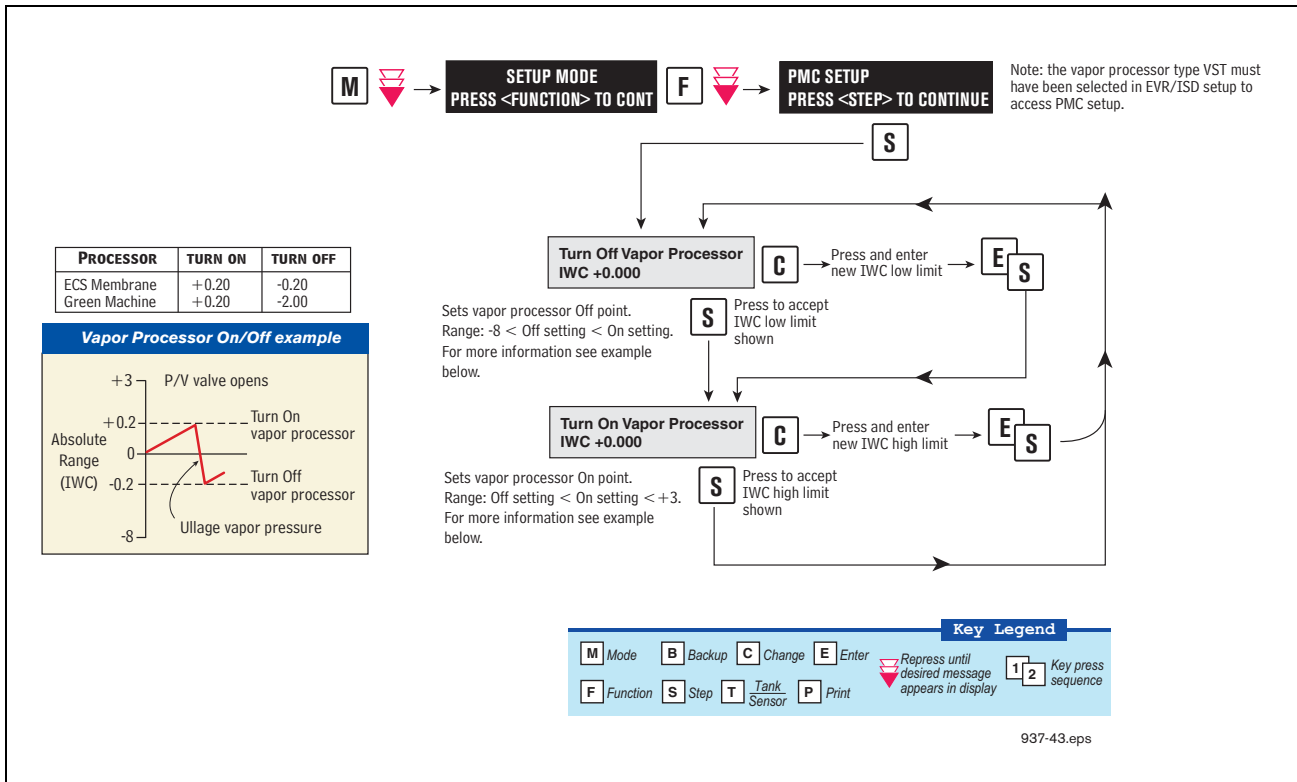 M
SETUP MODE
PRESS <FUNCTION> TO CONT
F
PMC SETUP
PRESS <STEP> TO CONTINUE
Note: the vapor processor type VST must
have been selected in EVR/ISD setup to
access PMC setup.
S
PROCESSOR TURN ON TURN OFF
ECS Membrane +0.20 -0.20
Green Machine +0.20 -2.00
Turn Off Vapor Processor
IWC +0.000
C
Press and enter
new IWC low limit
E
S
Sets vapor processor Off point.
Range: -8 < Off setting < On setting.
For more information see example
below.
S
Press to accept
IWC low limit
shown
Vapor Processor On/Off example
+3
P/V valve opens
+0.2
Turn On
vapor processor
Absolute
Range
(IWC)
0
-0.2
Turn Off
vapor processor
Ullage vapor pressure
-8
Turn On Vapor Processor
IWC +0.000
C
Press and enter
new IWC high limit
E
S
Sets vapor processor On point.
Range: Off setting < On setting < +3.
For more information see example
below.
S
Press to accept
IWC high limit
shown
Key Legend
M Mode B Backup C Change E Enter
F Function S Step T Tank Sensor P Print
Repress until
desired message
appears in display
1 2
Key press
sequence
937-43.eps